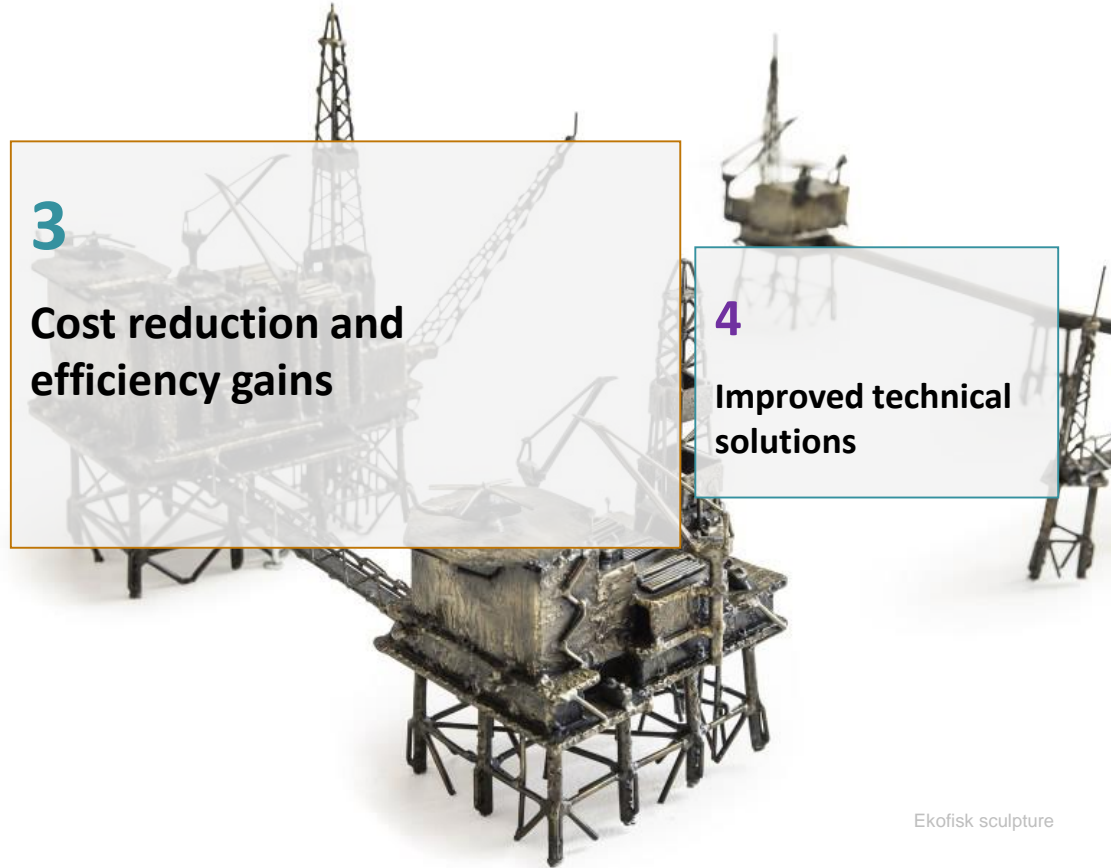 3
Cost reduction and
efficiency gains
4
Improved technical
solutions
Ekofisk sculpture